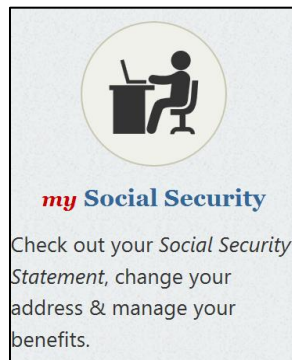 my Social Security
Check out your Social Security
Statement, change your
address & manage your
benefits.